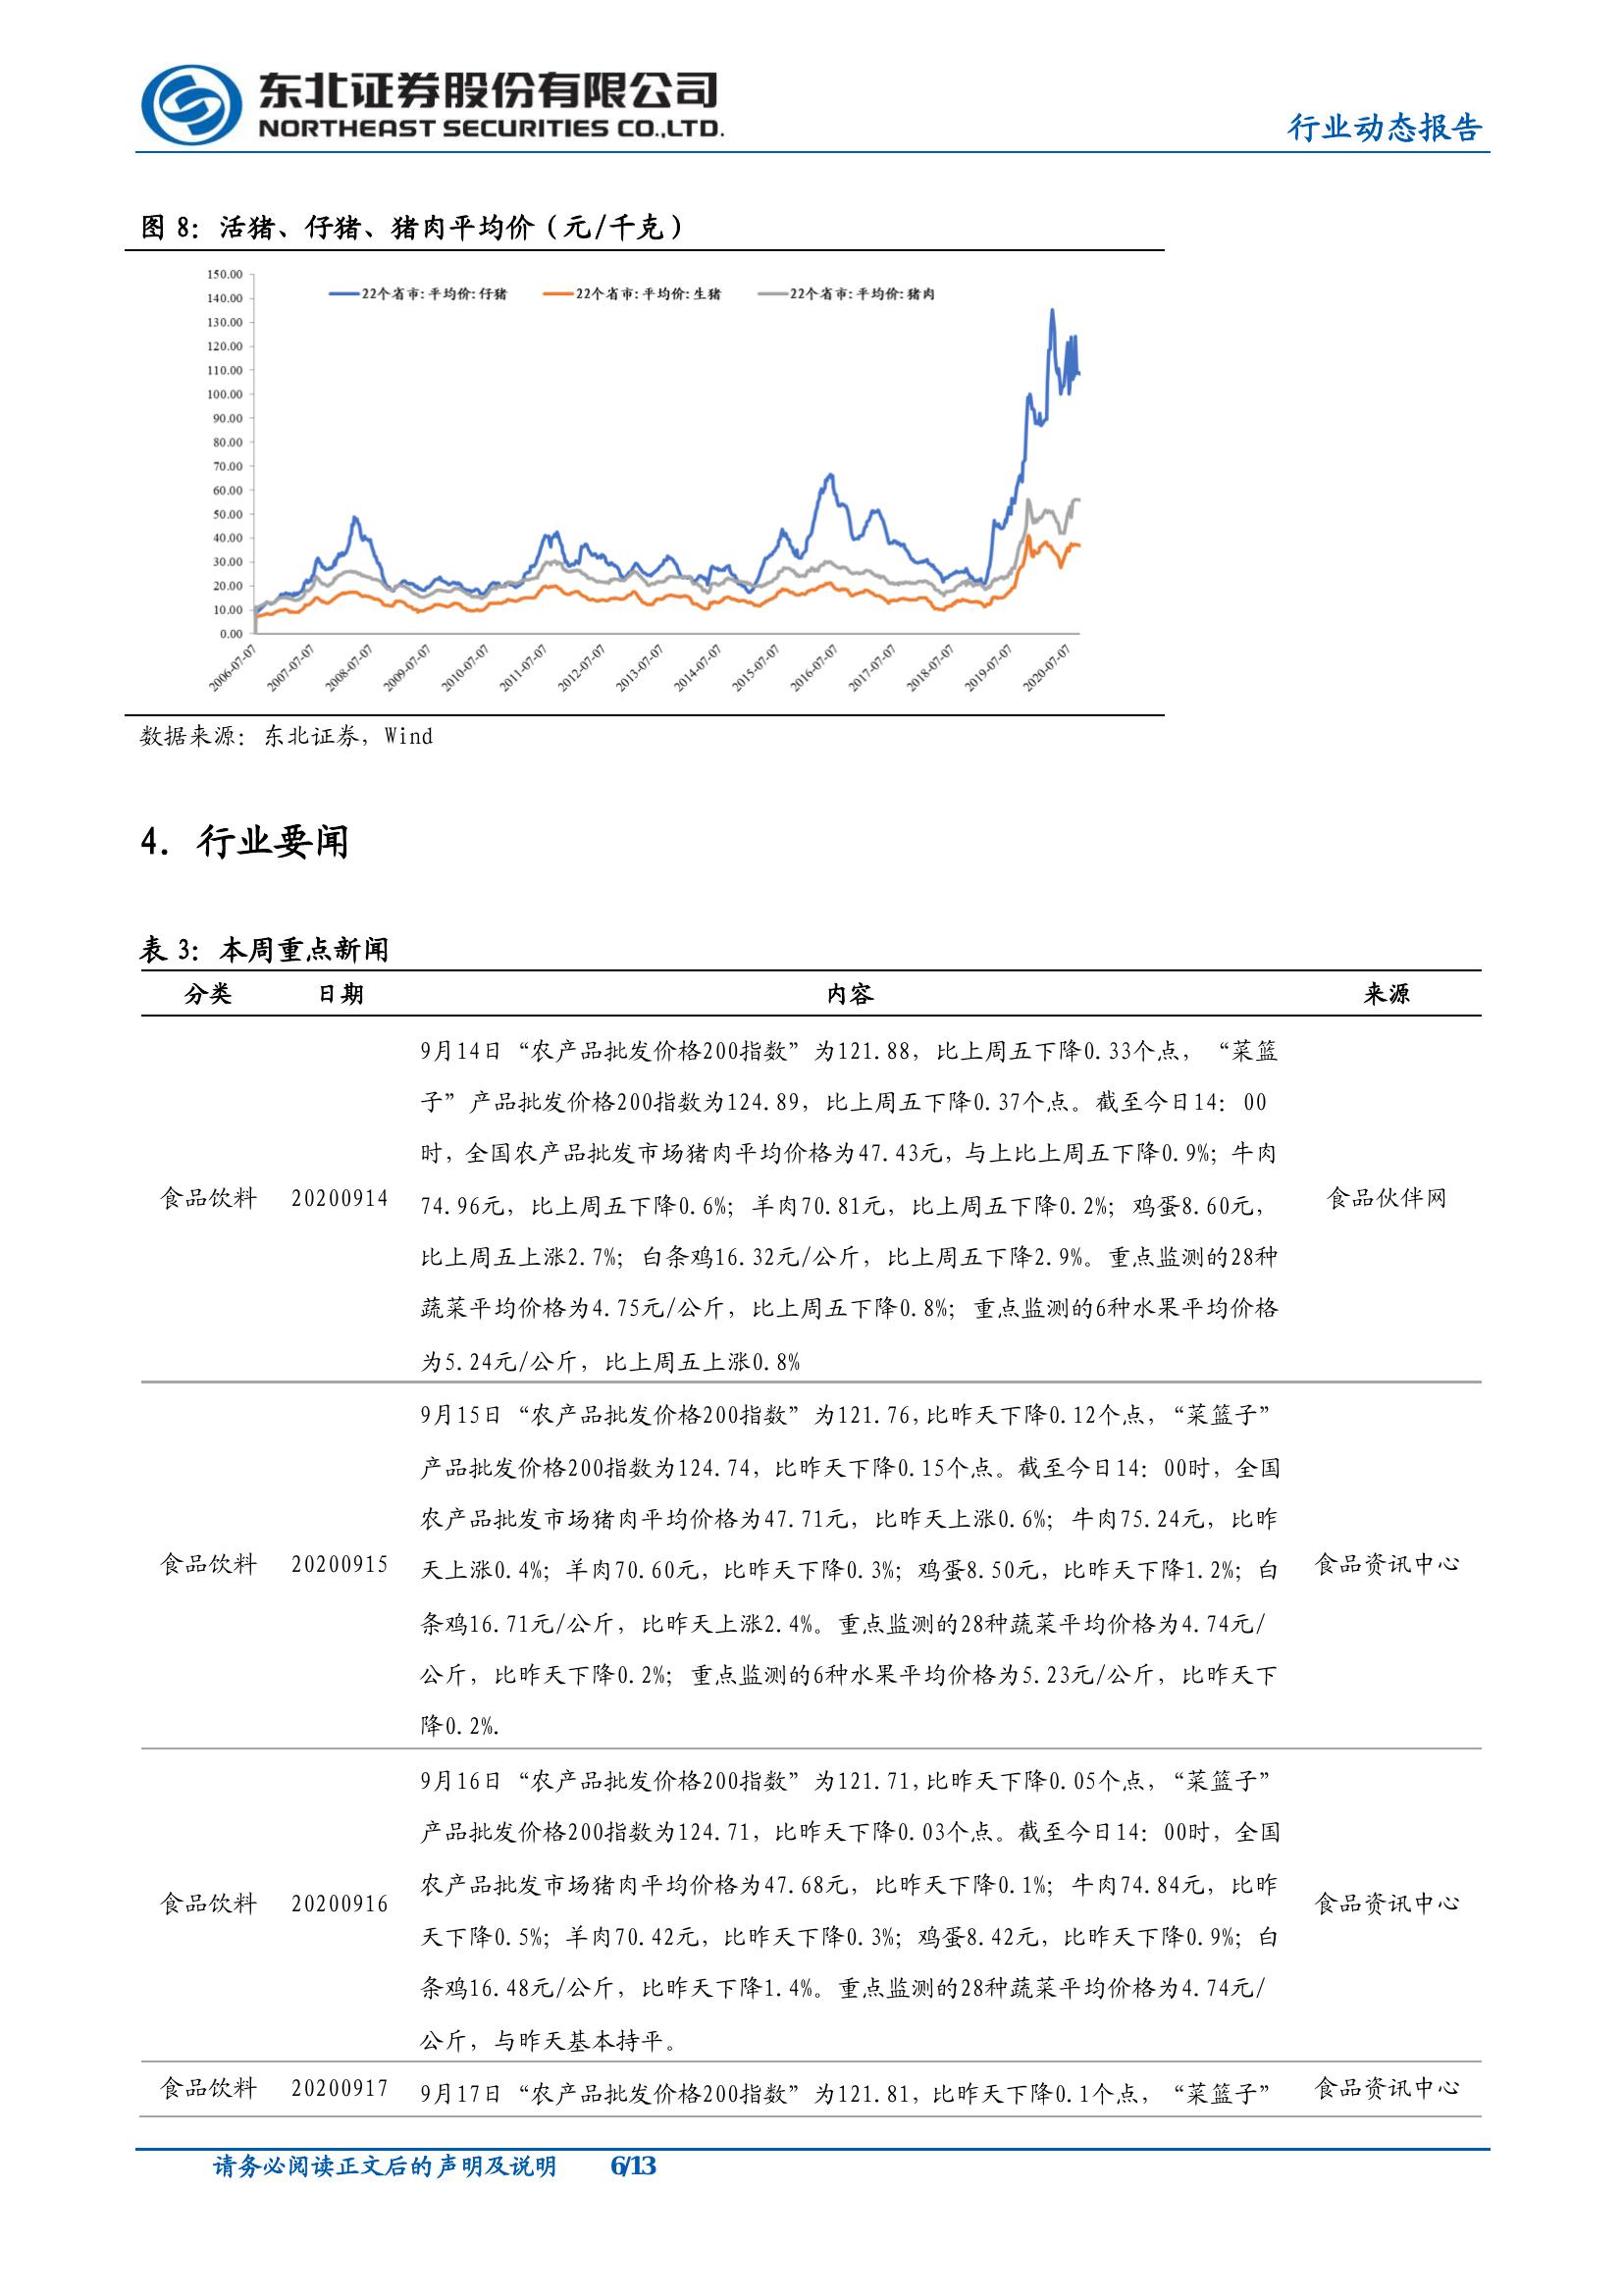 东北证券股份有限公司
NORTHEAST SECURITIES CO.,LTD.
行业动态报告
图 8：活猪、仔猪、猪肉平均价（元/千克）
22个省市:平均价:仔猪 22个省市:平均价:生猪 22个省市:平均价:猪肉
150.00
140.00
130.00
120.00
110.00
100.00
90.00
80.00
70.00
60.00
50.00
40.00
30.00
20.00
10.00
0.00
2006-07-07 2007-07-07 2008-07-07 2009-07-07 2010-07-07 2011-07-07 2012-07-07 2013-07-07 2014-07-07 2015-07-07 2016-07-07 2017-07-07 2018-07-07 2019-07-07 2020-07-07
数据来源：东北证券，Wind
4. 行业要闻
表 3：本周重点新闻
分类 日期 内容 来源
食品饮料 20200914
9月14日“农产品批发价格200指数”为121.88，比上周五下降0.33个点，“菜篮
子”产品批发价格200指数为124.89，比上周五下降0.37个点。截至今日14：00
时，全国农产品批发市场猪肉平均价格为47.43元，与上比上周五下降0.9%；牛肉
74.96元，比上周五下降0.6%；羊肉70.81元，比上周五下降0.2%；鸡蛋8.60元，
比上周五上涨2.7%；白条鸡16.32元/公斤，比上周五下降2.9%。重点监测的28种
蔬菜平均价格为4.75元/公斤，比上周五下降0.8%；重点监测的6种水果平均价格
为5.24元/公斤，比上周五上涨0.8%
食品伙伴网
食品饮料 20200915
9月15日“农产品批发价格200指数”为121.76,比昨天下降0.12个点，“菜篮子”
产品批发价格200指数为124.74，比昨天下降0.15个点。截至今日14：00时，全国
农产品批发市场猪肉平均价格为47.71元，比昨天上涨0.6%；牛肉75.24元，比昨
天上涨0.4%；羊肉70.60元，比昨天下降0.3%；鸡蛋8.50元，比昨天下降1.2%；白
条鸡16.71元/公斤，比昨天上涨2.4%。重点监测的28种蔬菜平均价格为4.74元/
公斤，比昨天下降0.2%；重点监测的6种水果平均价格为5.23元/公斤，比昨天下
降0.2%.
食品资讯中心
食品饮料 20200916
9月16日“农产品批发价格200指数”为121.71,比昨天下降0.05个点，“菜篮子”
产品批发价格200指数为124.71，比昨天下降0.03个点。截至今日14：00时，全国
农产品批发市场猪肉平均价格为47.68元，比昨天下降0.1%；牛肉74.84元，比昨
天下降0.5%；羊肉70.42元，比昨天下降0.3%；鸡蛋8.42元，比昨天下降0.9%；白
条鸡16.48元/公斤，比昨天下降1.4%。重点监测的28种蔬菜平均价格为4.74元/
公斤，与昨天基本持平。
食品资讯中心
食品饮料 20200917 9月17日“农产品批发价格200指数”为121.81，比昨天下降0.1个点，“菜篮子” 食品资讯中心
请务必阅读正文后的声明及说明 6/13